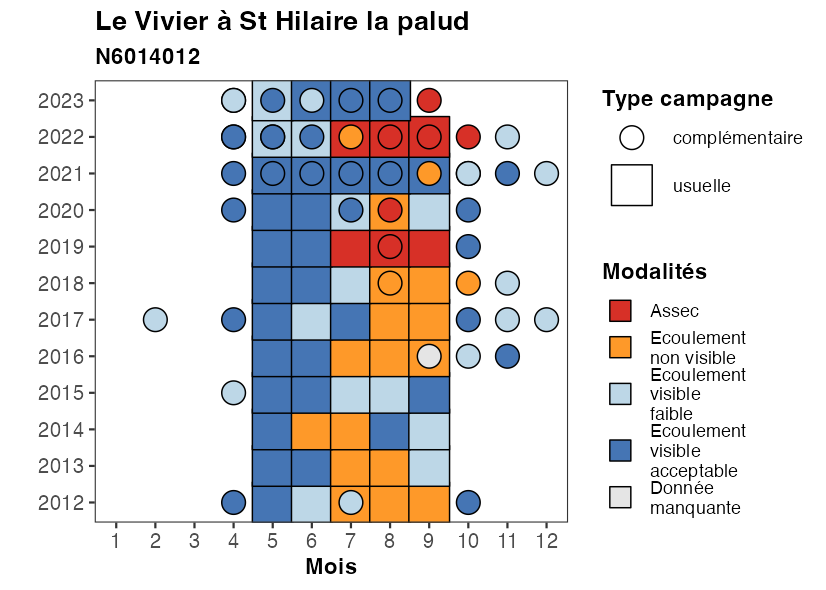 Le Vivier à St Hilaire la palud
N6014012
2023
2022
2021
2020
2019
2018
2017
2016
2015
2014
2013
2012
1 2 3 4 5 6 7 8 9 10 11 12
Mois
Type campagne
complémentaire
usuelle
Modalités
Assec
Ecoulement
non visible
Ecoulement
visible
faible
Ecoulement
visible
acceptable
Donnée
manquante